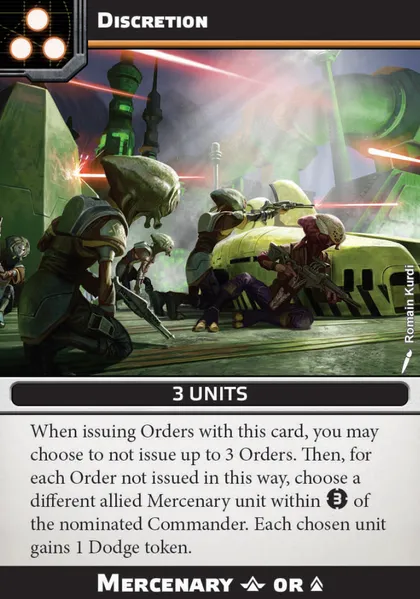 Discretion
Romain Kurdi
3 UNITS
When issuing Orders with this card, you may
choose to not issue up to 3 Orders. Then, for
each Order not issued in this way, choose a
different allied Mercenary unit within 3 of
the nominated Commander. Each chosen unit
gains 1 Dodge token.
Mercenary or